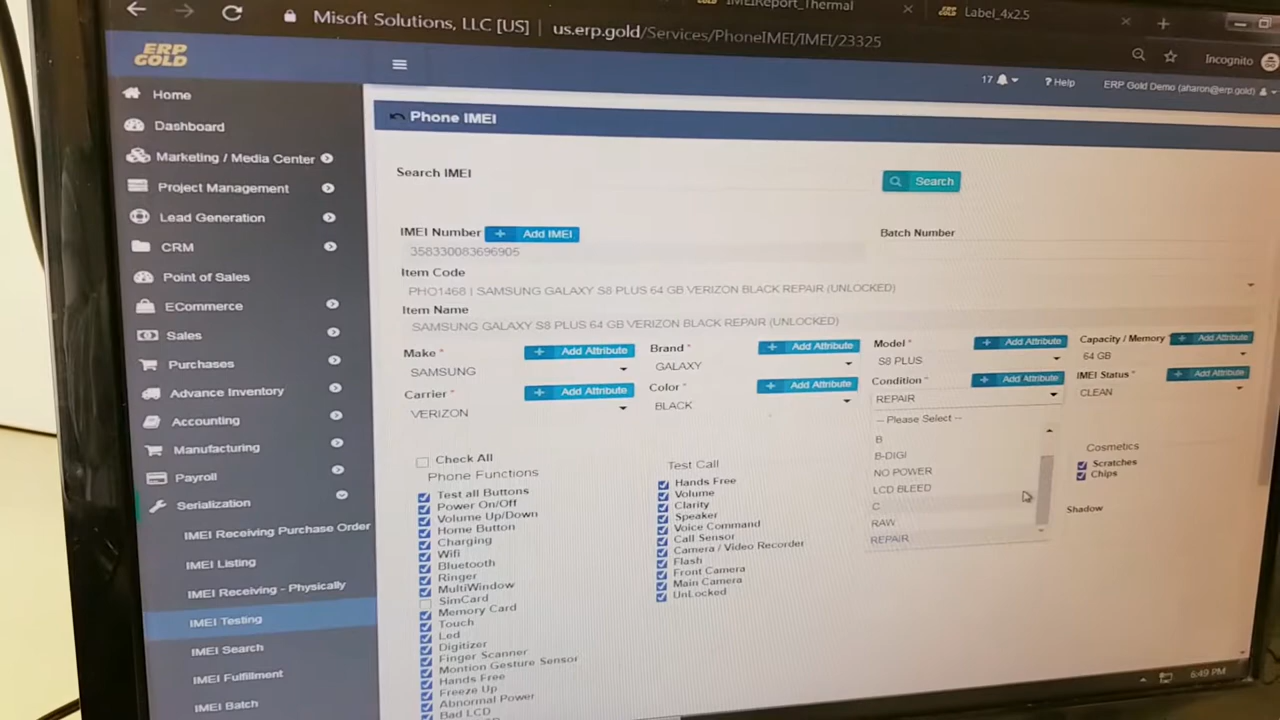 IMEIReport_Thermal
Label_4x2.5
Misoft Solutions, LLC [US] | us.erp.gold/Services/PhoneIMEI/IMEI/23325
Incognito
ERP GOLD
17
? Help
ERP Gold Demo (aharon@erp.gold)
Home
Dashboard
Marketing / Media Center
Project Management
Lead Generation
CRM
Point of Sales
ECommerce
Sales
Purchases
Advance Inventory
Accounting
Manufacturing
Payroll
Serialization
IMEI Receiving Purchase Order
IMEI Listing
IMEI Receiving - Physically
IMEI Testing
IMEI Search
IMEI Fulfillment
IMEI Batch
Phone IMEI
Search IMEI
Search
IMEI Number + Add IMEI
358330083696905
Batch Number
Item Code
PHO1468 | SAMSUNG GALAXY S8 PLUS 64 GB VERIZON BLACK REPAIR (UNLOCKED)
Item Name
SAMSUNG GALAXY S8 PLUS 64 GB VERIZON BLACK REPAIR (UNLOCKED)
Make * + Add Attribute
SAMSUNG
Brand * + Add Attribute
GALAXY
Model * + Add Attribute
S8 PLUS
Capacity / Memory * + Add Attribute
64 GB
Carrier * + Add Attribute
VERIZON
Color * + Add Attribute
BLACK
Condition * + Add Attribute
REPAIR
-- Please Select --
B
B-DIGI
NO POWER
LCD BLEED
C
RAW
REPAIR
IMEI Status * + Add Attribute
CLEAN
Check All
Phone Functions
Test all Buttons
Power On/Off
Volume Up/Down
Home Button
Charging
Wifi
Bluetooth
Ringer
MultiWindow
SimCard
Memory Card
Touch
Led
Digitizer
Finger Scanner
Montion Gesture Sensor
Hands Free
Freeze Up
Abnormal Power
Bad LCD
Test Call
Hands Free
Volume
Clarity
Speaker
Voice Command
Call Sensor
Camera / Video Recorder
Flash
Front Camera
Main Camera
UnLocked
Cosmetics
Scratches
Chips
Shadow
6:49 PM